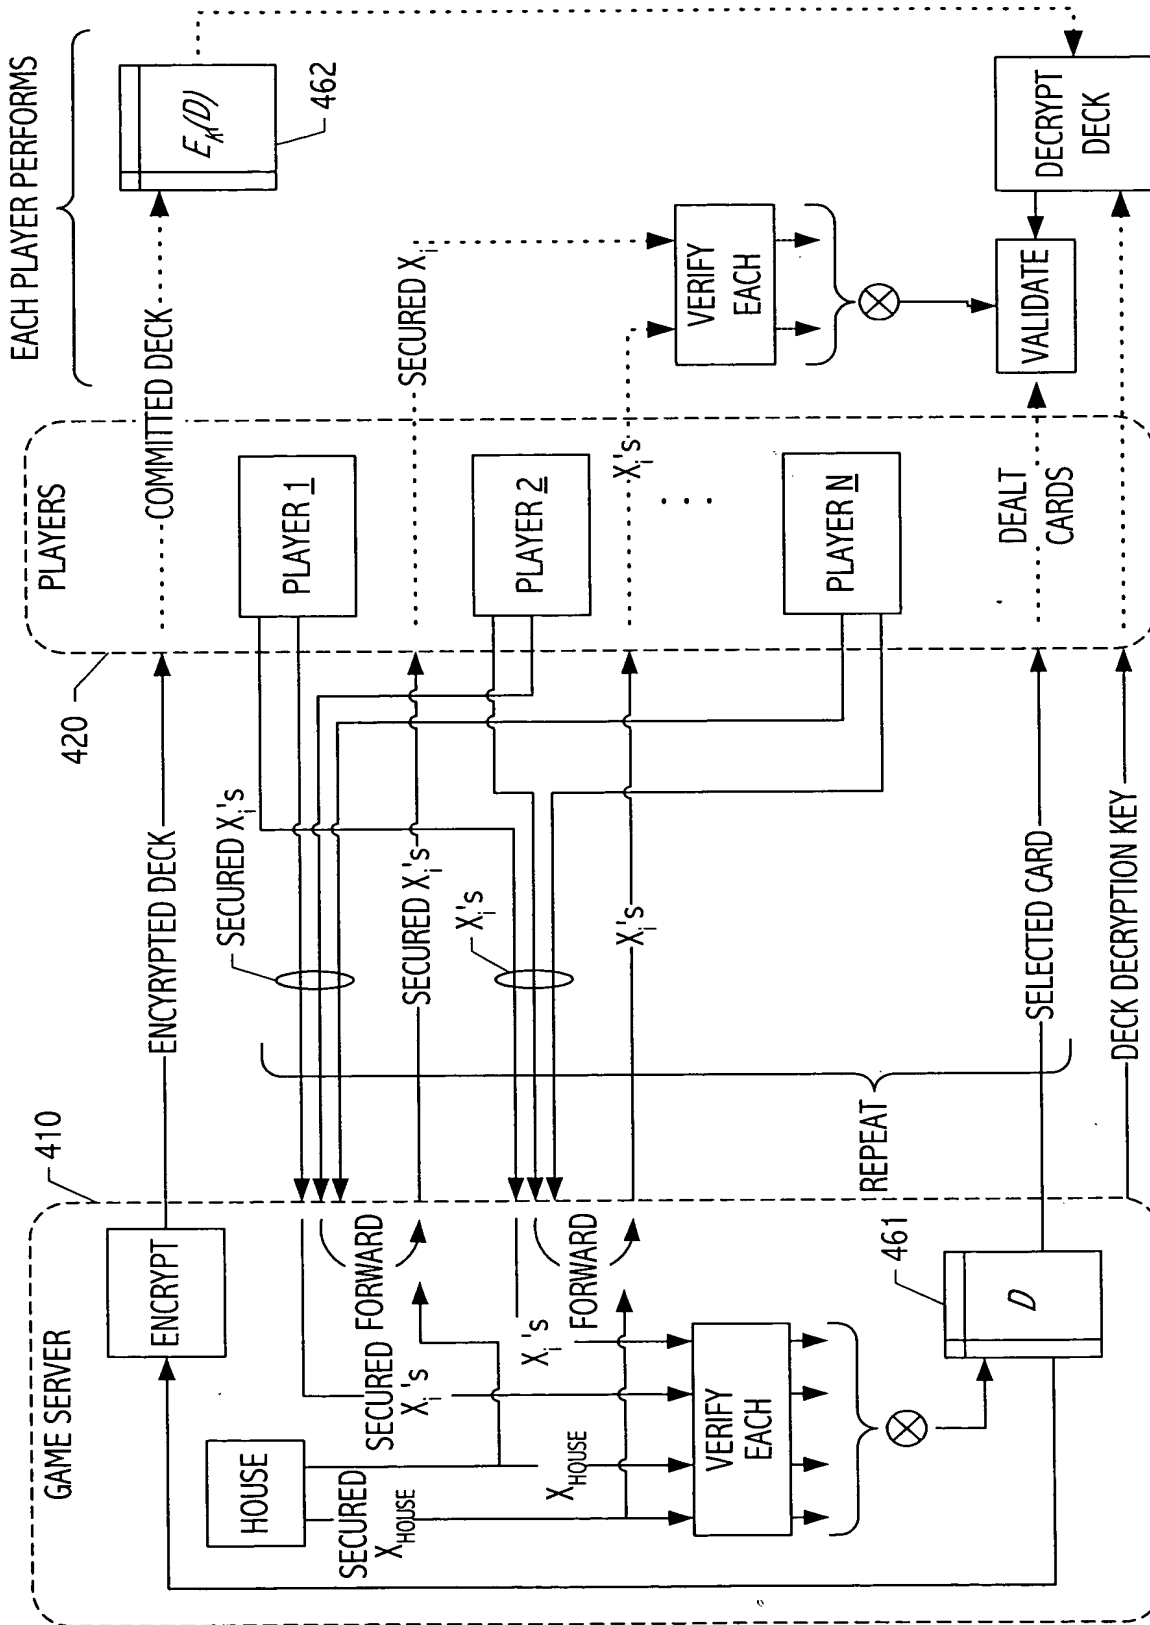 EACH PLAYER PERFORMS
E_K(D)
462
COMMITTED DECK
SECURED X_i
X_i's
VERIFY
EACH
VALIDATE
DECRYPT
DECK
420
PLAYERS
PLAYER 1
PLAYER 2
. . .
PLAYER N
DEALT
CARDS
ENCYRPTED DECK
SECURED X_i's
SECURED X_i's
X_i's
X_i's
SELECTED CARD
DECK DECRYPTION KEY
REPEAT
410
GAME SERVER
ENCRYPT
HOUSE
FORWARD
FORWARD
SECURED
X_i's
X_i's
SECURED
X_HOUSE
X_HOUSE
VERIFY
EACH
461
D